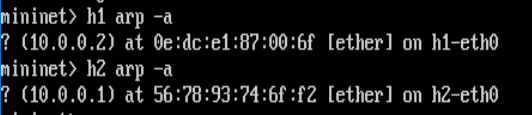 mininet> h1 arp -a
? (10.0.0.2) at 0e:dc:e1:87:00:6f [ether] on h1-eth0
mininet> h2 arp -a
? (10.0.0.1) at 56:78:93:74:6f:f2 [ether] on h2-eth0